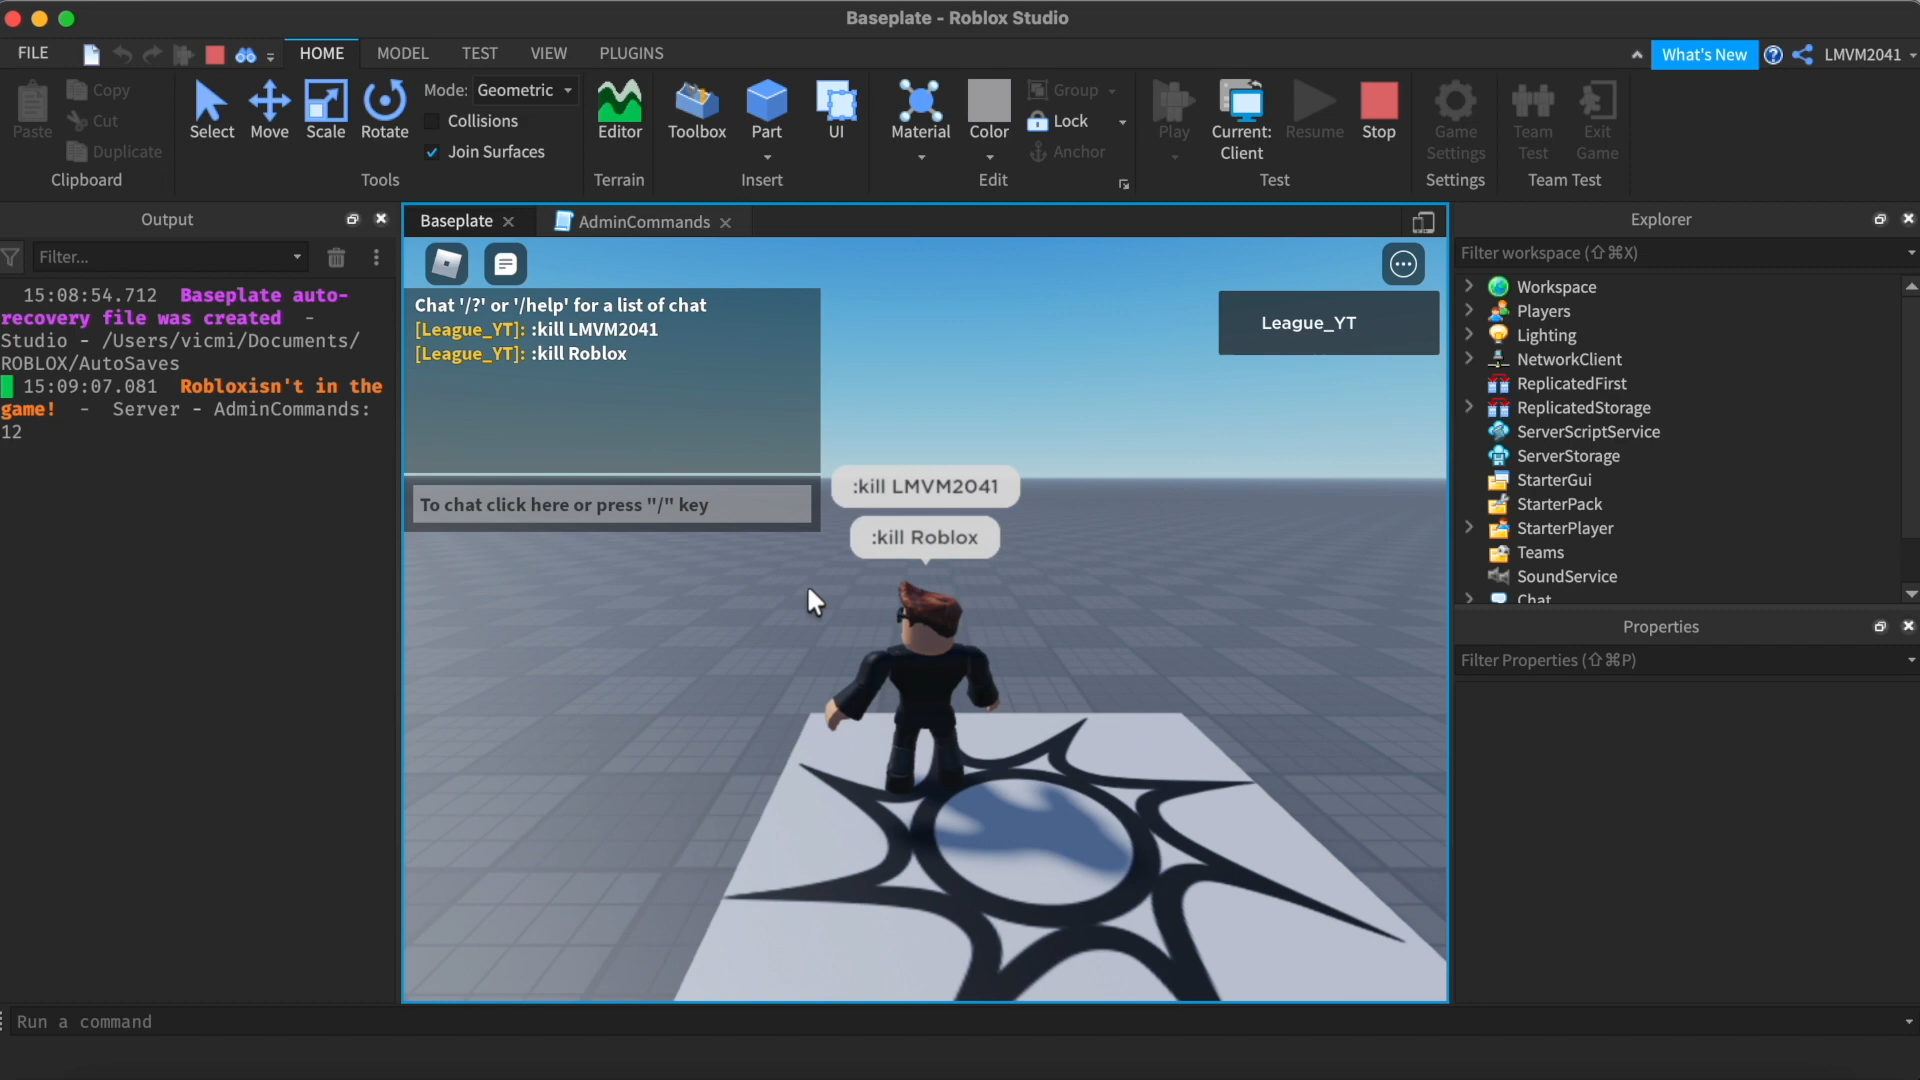 Baseplate - Roblox Studio
FILE
HOME
MODEL
TEST
VIEW
PLUGINS
What's New
LMVM2041
Paste
Copy
Cut
Duplicate
Clipboard
Select
Move
Scale
Rotate
Mode: Geometric
Collisions
Join Surfaces
Tools
Editor
Terrain
Toolbox
Part
UI
Insert
Material
Color
Group
Lock
Anchor
Edit
Play
Current:
Client
Resume
Stop
Test
Game
Settings
Settings
Team
Test
Exit
Game
Team Test
Output
Filter...
15:08:54.712 Baseplate auto-
recovery file was created -
Studio - /Users/vicmi/Documents/
ROBLOX/AutoSaves
15:09:07.081 Robloxisn't in the
game! - Server - AdminCommands:
12
Baseplate
AdminCommands
Chat '/?' or '/help' for a list of chat
[League_YT]: :kill LMVM2041
[League_YT]: :kill Roblox
To chat click here or press "/" key
League_YT
:kill LMVM2041
:kill Roblox
Explorer
Filter workspace (⇧⌘X)
Workspace
Players
Lighting
NetworkClient
ReplicatedFirst
ReplicatedStorage
ServerScriptService
ServerStorage
StarterGui
StarterPack
StarterPlayer
Teams
SoundService
Chat
Properties
Filter Properties (⇧⌘P)
Run a command